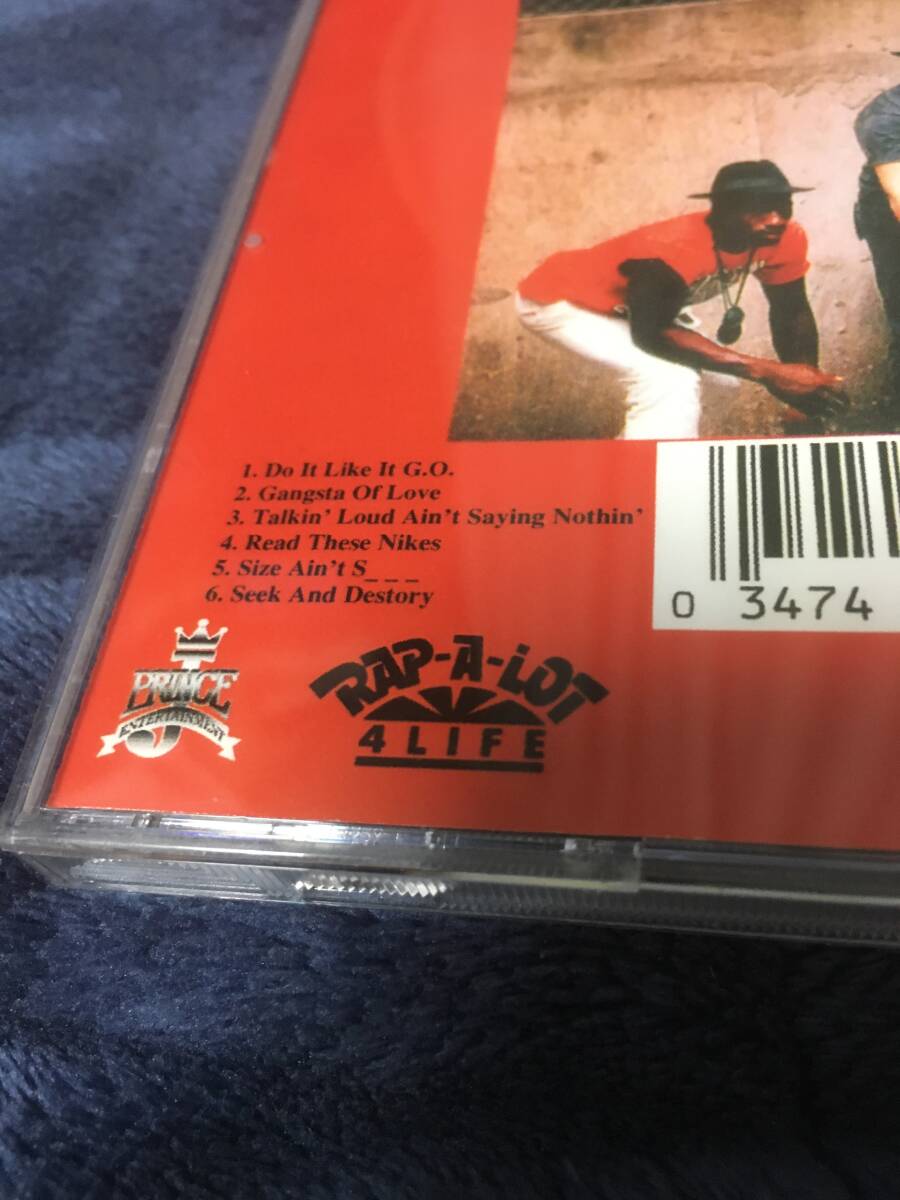 1. Do It Like It G.O.
2. Gangsta Of Love
3. Talkin' Loud Ain't Saying Nothin'
4. Read These Nikes
5. Size Ain't S_ _ _
6. Seek And Destory
0 3474
J PRINCE
ENTERTAINMENT
RAP-A-LOT
4 LIFE